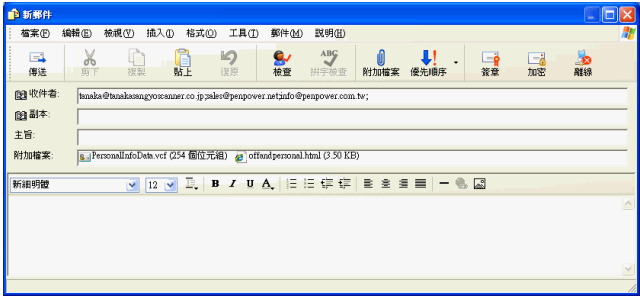 新郵件
檔案(F) 編輯(E) 檢視(V) 插入(I) 格式(O) 工具(T) 郵件(M) 說明(H)
傳送 剪下 複製 貼上 復原 檢查 拼字檢查 附加檔案 優先順序 簽章 加密 離線
收件者: tanaka@tanakasangyoscanner.co.jp;sales@penpower.net;info@penpower.com.tw;
副本:
主旨:
附加檔案: PersonalInfoData.vcf (254 個位元組) offandpersonal.html (3.50 KB)
新細明體 12 B I U A